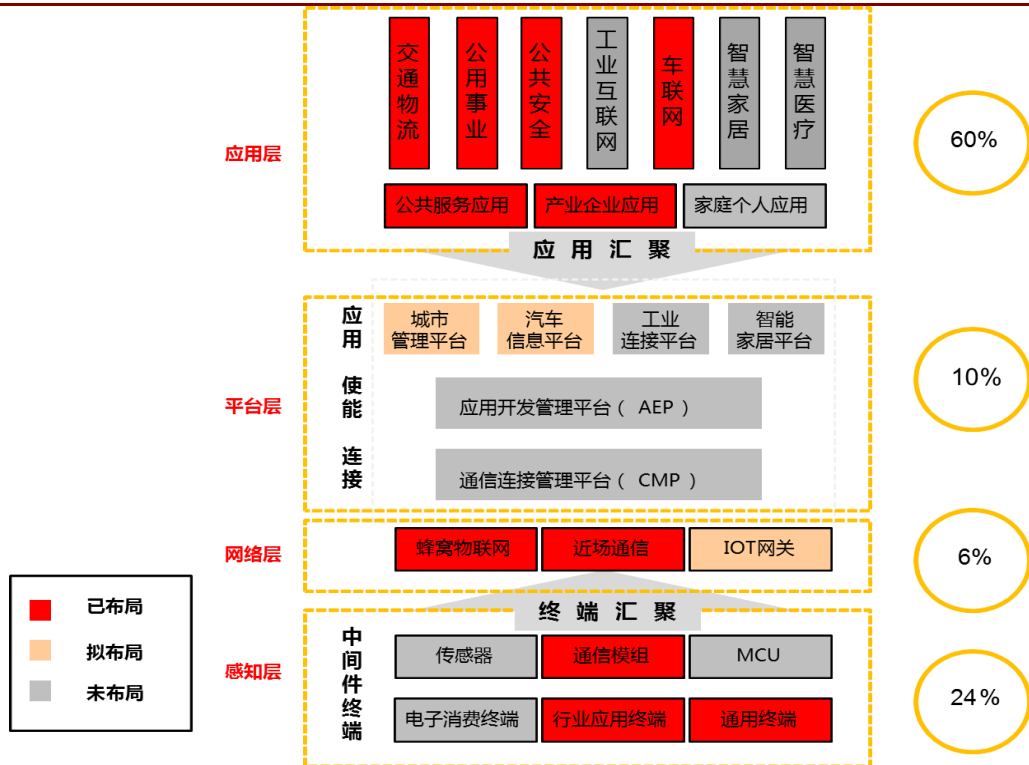 交通物流
公用事业
公共安全
工业互联网
车联网
智慧家居
智慧医疗
应用层
60%
公共服务应用
产业企业应用
家庭个人应用
应用汇聚
应用
城市
管理平台
汽车
信息平台
工业
连接平台
智能
家居平台
10%
平台层
使能
应用开发管理平台（ AEP ）
连接
通信连接管理平台（ CMP ）
网络层
蜂窝物联网
近场通信
IOT网关
6%
已布局
拟布局
未布局
终端汇聚
感知层
中间件终端
传感器
通信模组
MCU
24%
电子消费终端
行业应用终端
通用终端